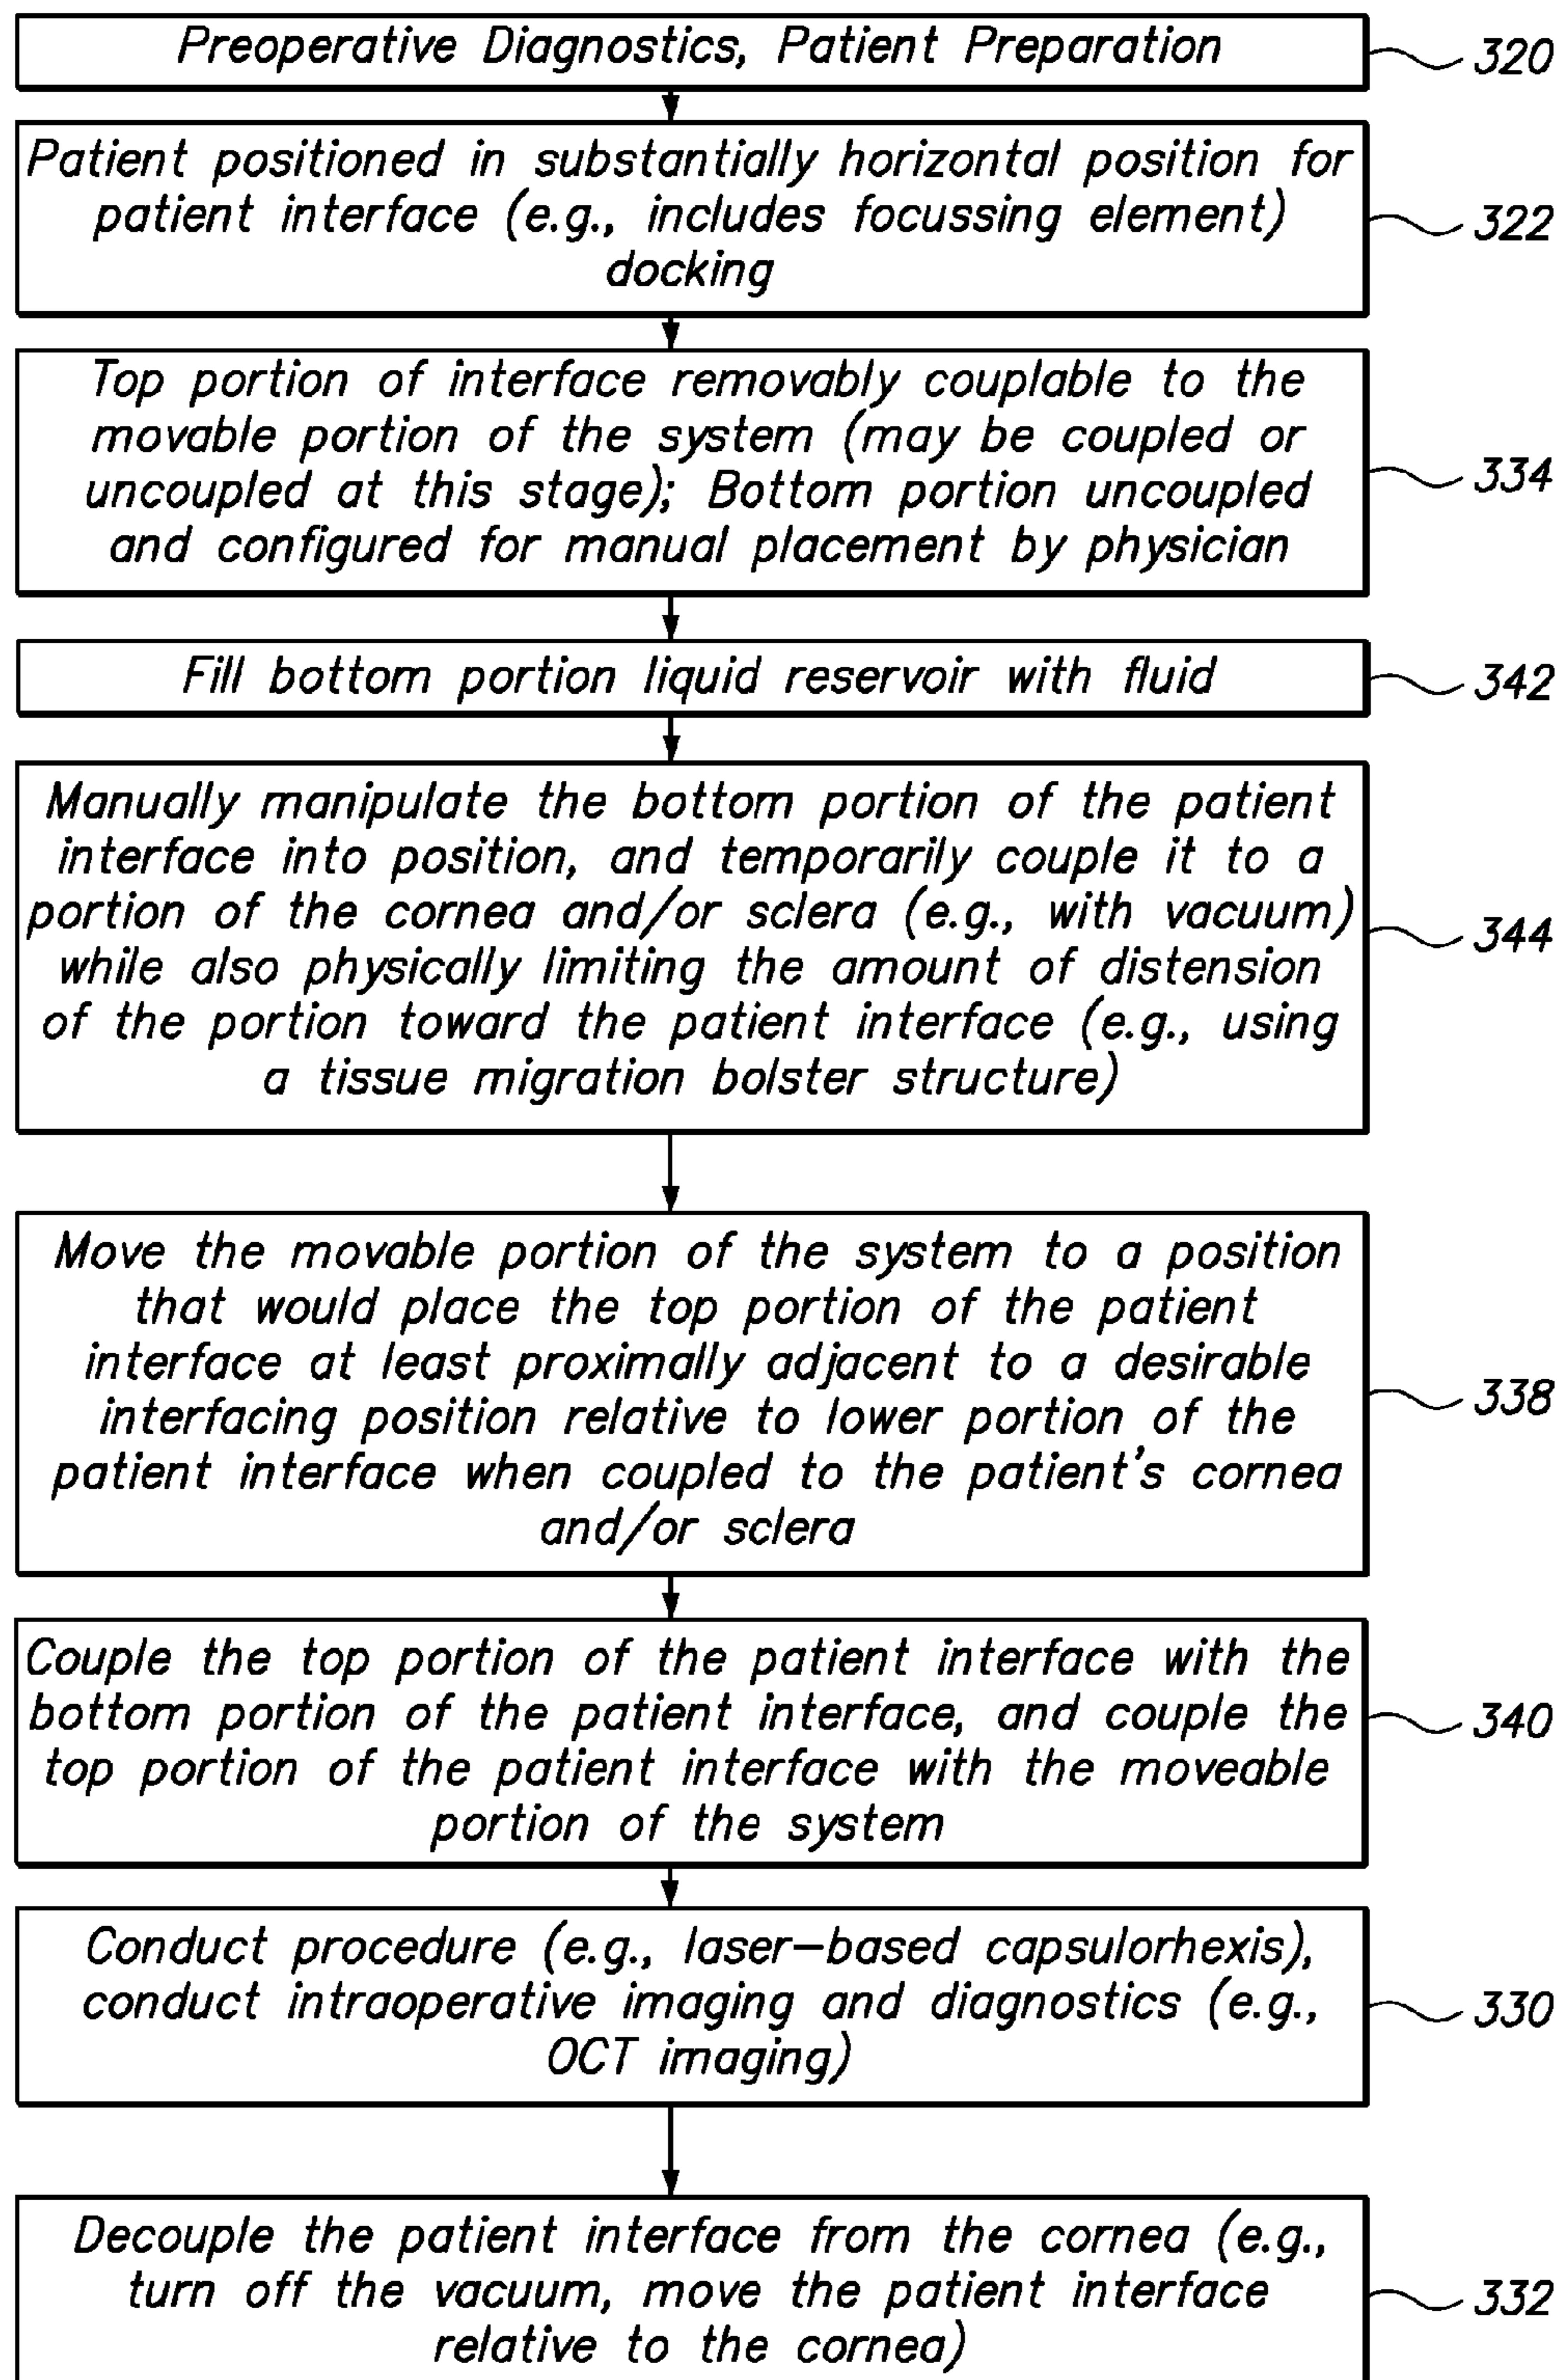 Preoperative Diagnostics, Patient Preparation
320
Patient positioned in substantially horizontal position for
patient interface (e.g., includes focussing element)
docking
322
Top portion of interface removably couplable to the
movable portion of the system (may be coupled or
uncoupled at this stage); Bottom portion uncoupled
and configured for manual placement by physician
334
Fill bottom portion liquid reservoir with fluid
342
Manually manipulate the bottom portion of the patient
interface into position, and temporarily couple it to a
portion of the cornea and/or sclera (e.g., with vacuum)
while also physically limiting the amount of distension
of the portion toward the patient interface (e.g., using
a tissue migration bolster structure)
344
Move the movable portion of the system to a position
that would place the top portion of the patient
interface at least proximally adjacent to a desirable
interfacing position relative to lower portion of the
patient interface when coupled to the patient's cornea
and/or sclera
338
Couple the top portion of the patient interface with the
bottom portion of the patient interface, and couple the
top portion of the patient interface with the moveable
portion of the system
340
Conduct procedure (e.g., laser-based capsulorhexis),
conduct intraoperative imaging and diagnostics (e.g.,
OCT imaging)
330
Decouple the patient interface from the cornea (e.g.,
turn off the vacuum, move the patient interface
relative to the cornea)
332